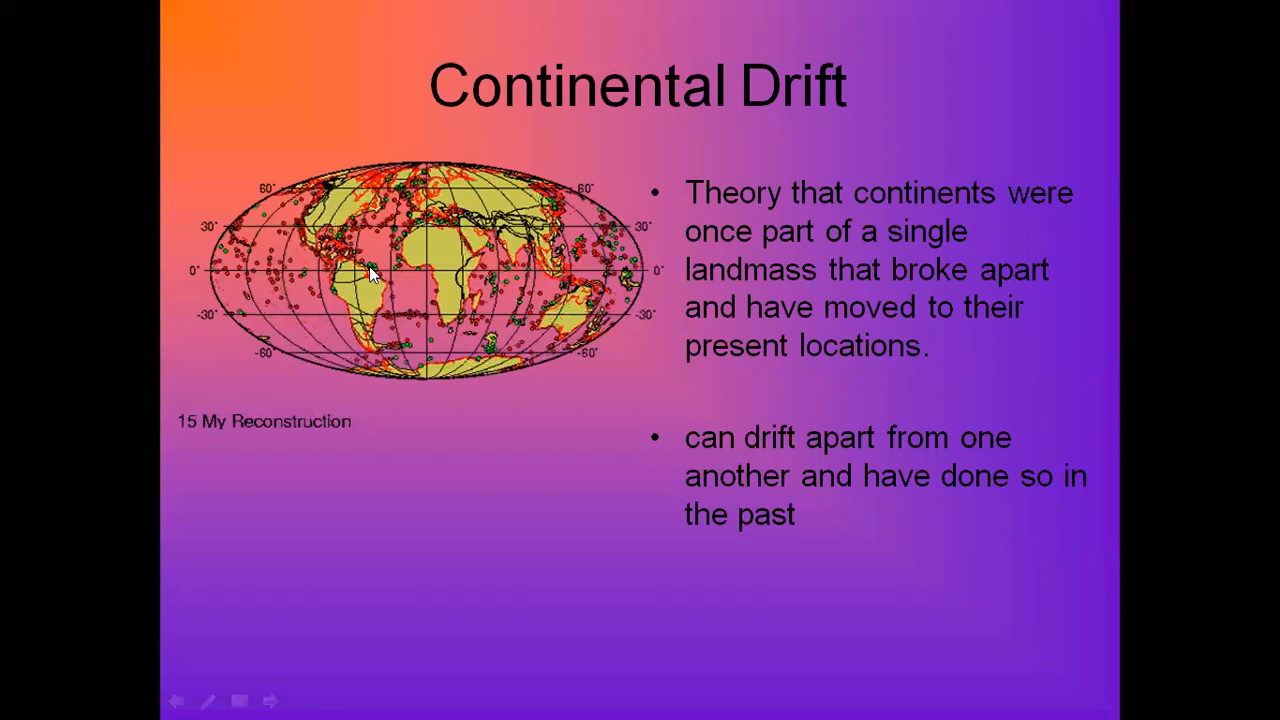 Continental Drift
60°
60°
30°
30°
0°
0°
-30°
-30°
-60°
-60°
15 My Reconstruction
• Theory that continents were
once part of a single
landmass that broke apart
and have moved to their
present locations.
• can drift apart from one
another and have done so in
the past